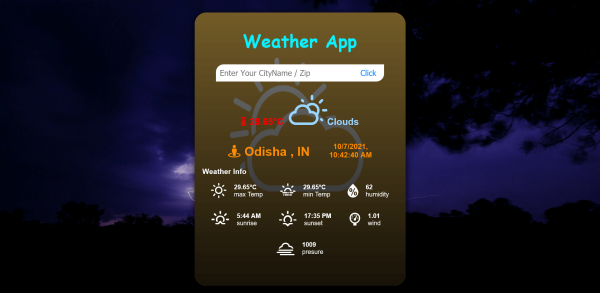 Weather App
Enter Your CityName / Zip Click
29.65°C Clouds
Odisha , IN
10/7/2021,
10:42:40 AM
Weather Info
29.65°C
max Temp
29.65°C
min Temp
62
humidity
5:44 AM
sunrise
17:35 PM
sunset
1.01
wind
1009
presure